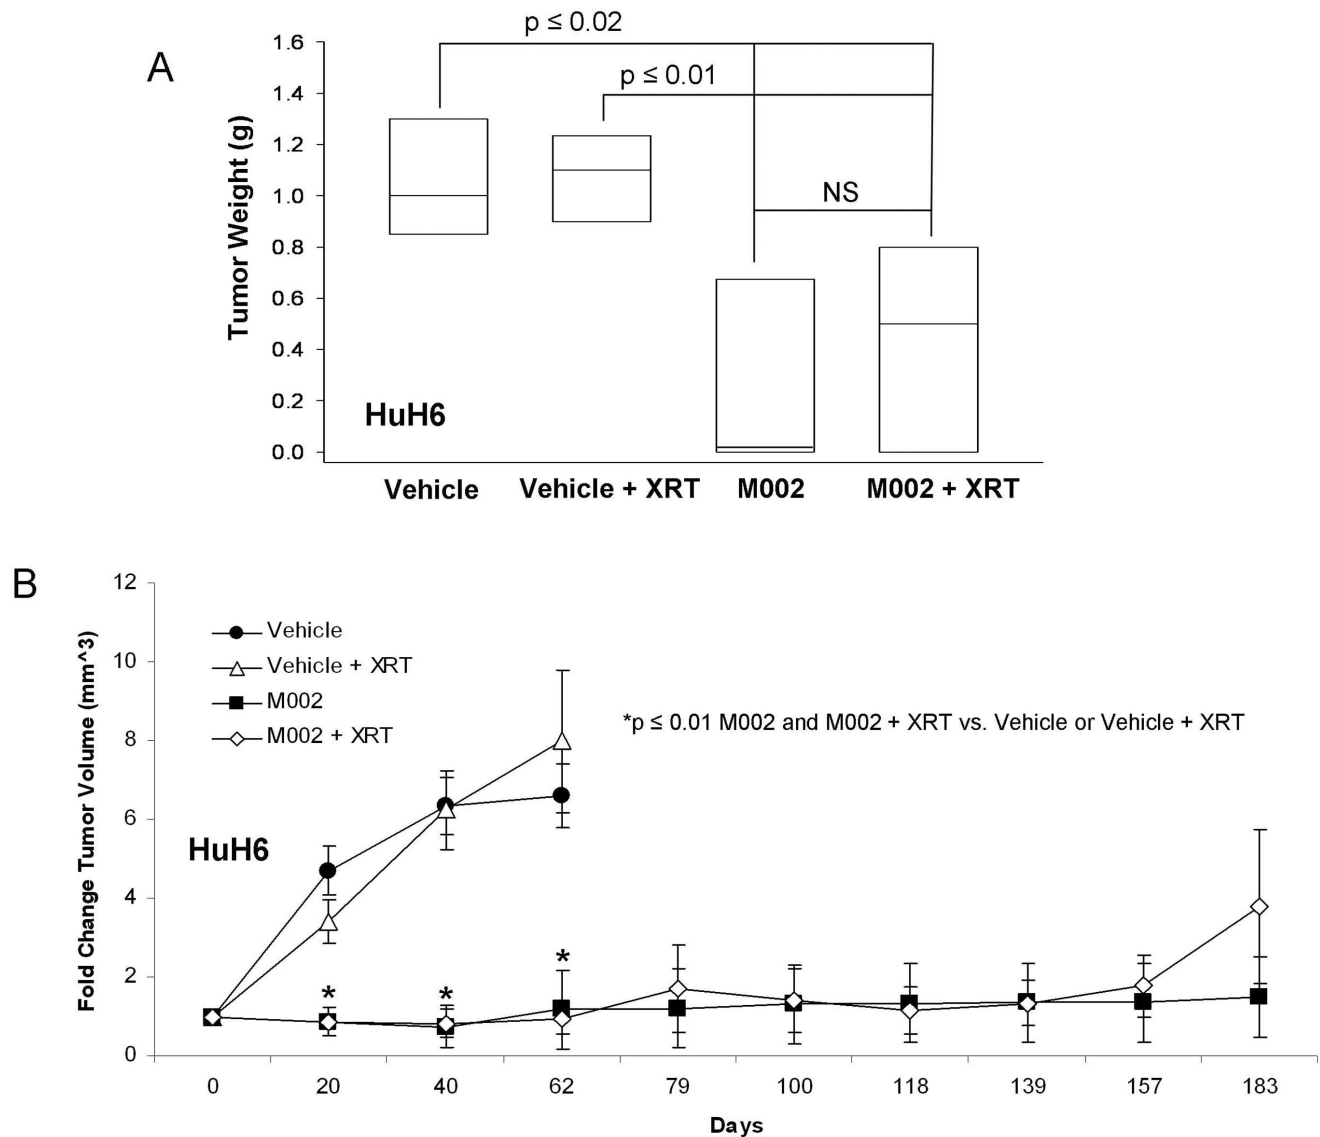 A
p ≤ 0.02
p ≤ 0.01
NS
Tumor Weight (g)
1.6
1.4
1.2
1.0
0.8
0.6
0.4
0.2
0.0
HuH6
Vehicle Vehicle + XRT M002 M002 + XRT
B
Fold Change Tumor Volume (mm^3)
12
10
8
6
4
2
0
Vehicle
Vehicle + XRT
M002
M002 + XRT
*p ≤ 0.01 M002 and M002 + XRT vs. Vehicle or Vehicle + XRT
HuH6
* * *
0 20 40 62 79 100 118 139 157 183
Days